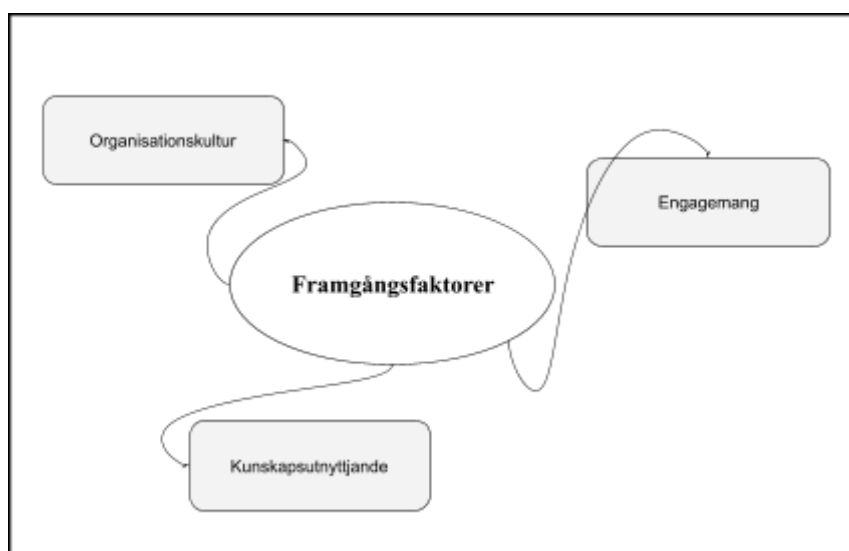 Organisationskultur
Engagemang
Framgångsfaktorer
Kunskapsutnyttjande